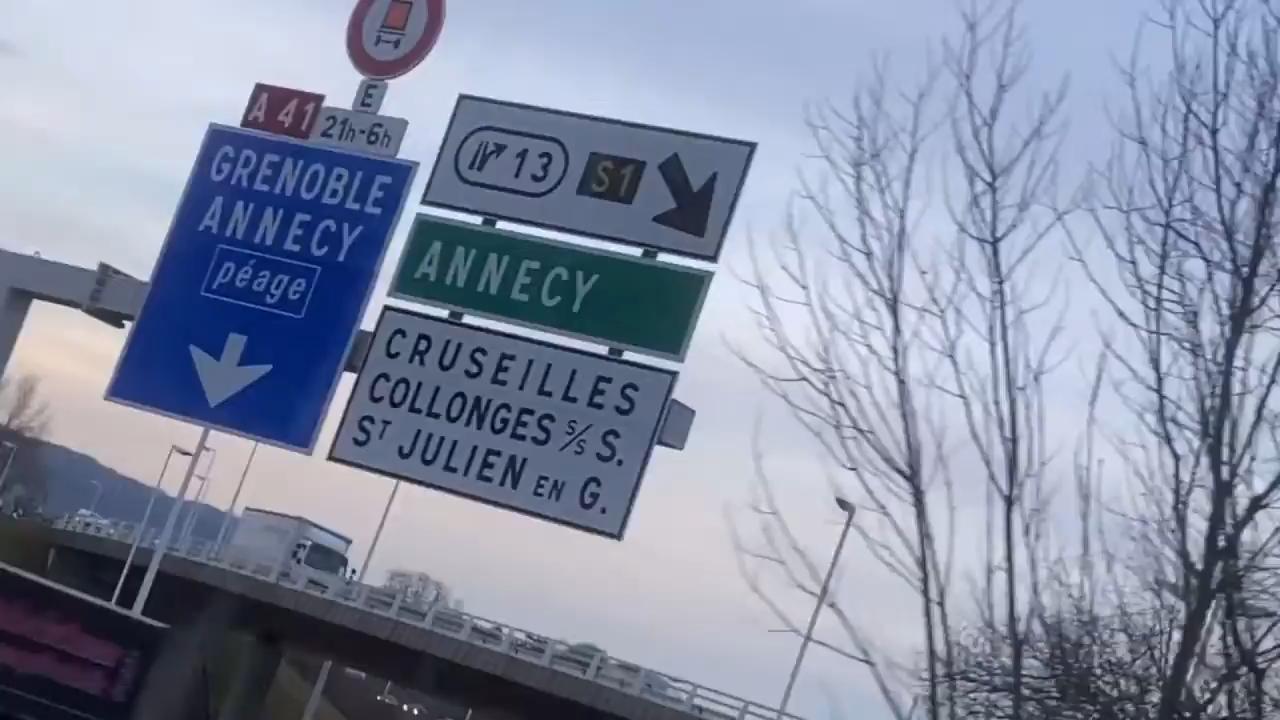 E
A 41
21h-6h
GRENOBLE
ANNECY
péage
13 S1
ANNECY
CRUSEILLES
COLLONGES S/S S.
ST JULIEN EN G.